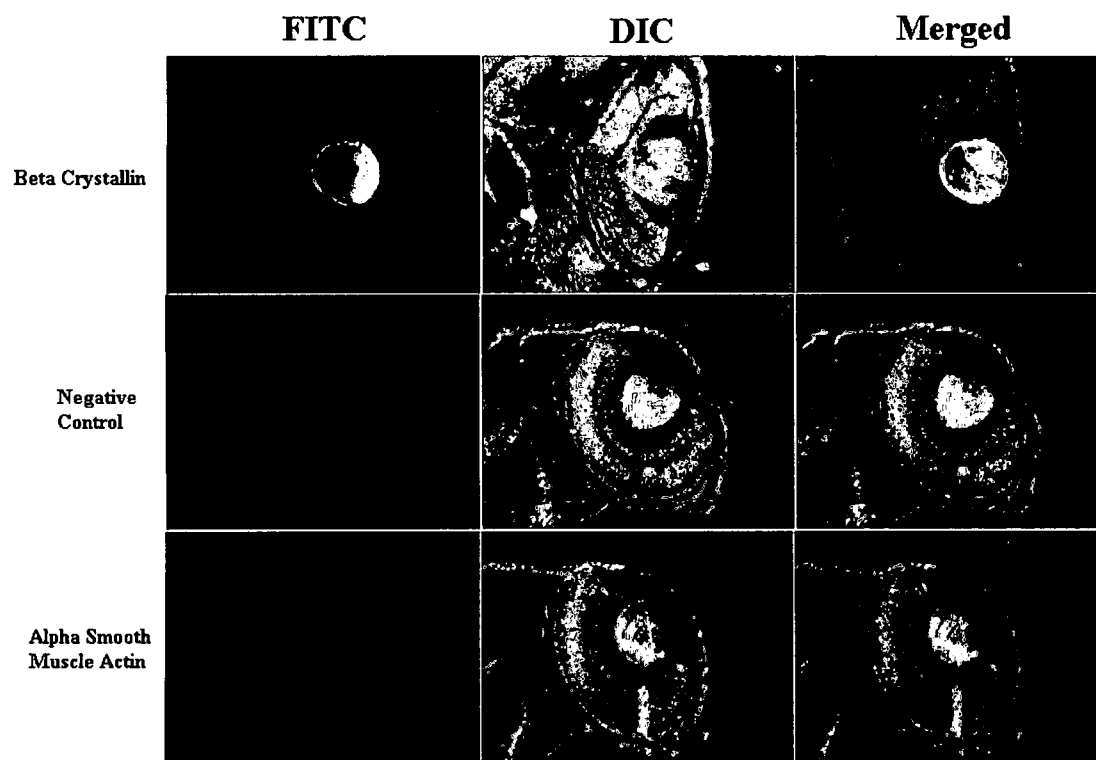 FITC
DIC
Merged
Beta Crystallin
Negative
Control
Alpha Smooth
Muscle Actin